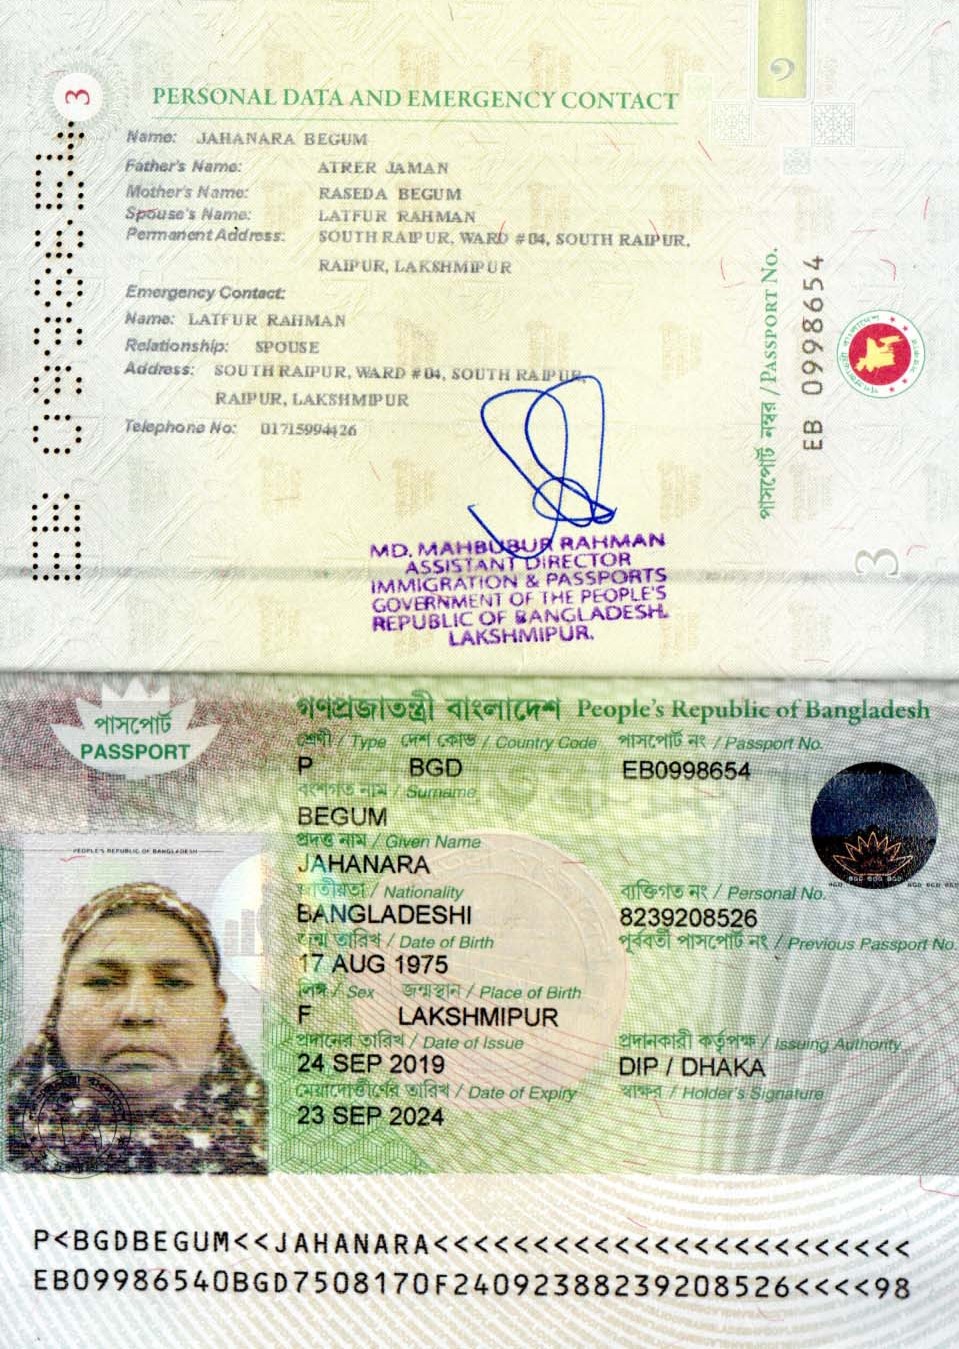 3
PERSONAL DATA AND EMERGENCY CONTACT
Name: JAHANARA BEGUM
Father's Name: ATRER JAMAN
Mother's Name: RASEDA BEGUM
Spouse's Name: LATFUR RAHMAN
Permanent Address: SOUTH RAIPUR, WARD # 04, SOUTH RAIPUR,
RAIPUR, LAKSHMIPUR
Emergency Contact:
Name: LATFUR RAHMAN
Relationship: SPOUSE
Address: SOUTH RAIPUR, WARD # 04, SOUTH RAIPUR,
RAIPUR, LAKSHMIPUR
Telephone No: 01715994426
MD. MAHBUBUR RAHMAN
ASSISTANT DIRECTOR
IMMIGRATION & PASSPORTS
GOVERNMENT OF THE PEOPLE'S
REPUBLIC OF BANGLADESH.
LAKSHMIPUR.
পাসপোর্ট নম্বর / PASSPORT No.
EB 0998654
3
পাসপোর্ট
PASSPORT
গণপ্রজাতন্ত্রী বাংলাদেশ People's Republic of Bangladesh
শ্রেণী / Type দেশ কোড / Country Code পাসপোর্ট নং / Passport No.
P BGD EB0998654
বংশগত নাম / Surname
BEGUM
প্রদত্ত নাম / Given Name
JAHANARA
জাতীয়তা / Nationality ব্যক্তিগত নং / Personal No.
BANGLADESHI 8239208526
জন্ম তারিখ / Date of Birth পূর্ববর্তী পাসপোর্ট নং / Previous Passport No.
17 AUG 1975
লিঙ্গ / Sex জন্মস্থান / Place of Birth
F LAKSHMIPUR
প্রদানের তারিখ / Date of Issue প্রদানকারী কর্তৃপক্ষ / Issuing Authority
24 SEP 2019 DIP / DHAKA
মেয়াদোত্তীর্ণের তারিখ / Date of Expiry স্বাক্ষর / Holder's Signature
23 SEP 2024
PEOPLE'S REPUBLIC OF BANGLADESH
P<BGDBEGUM<<JAHANARA<<<<<<<<<<<<<<<<<<<<<<<<
EB09986540BGD7508170F24092388239208526<<<<98